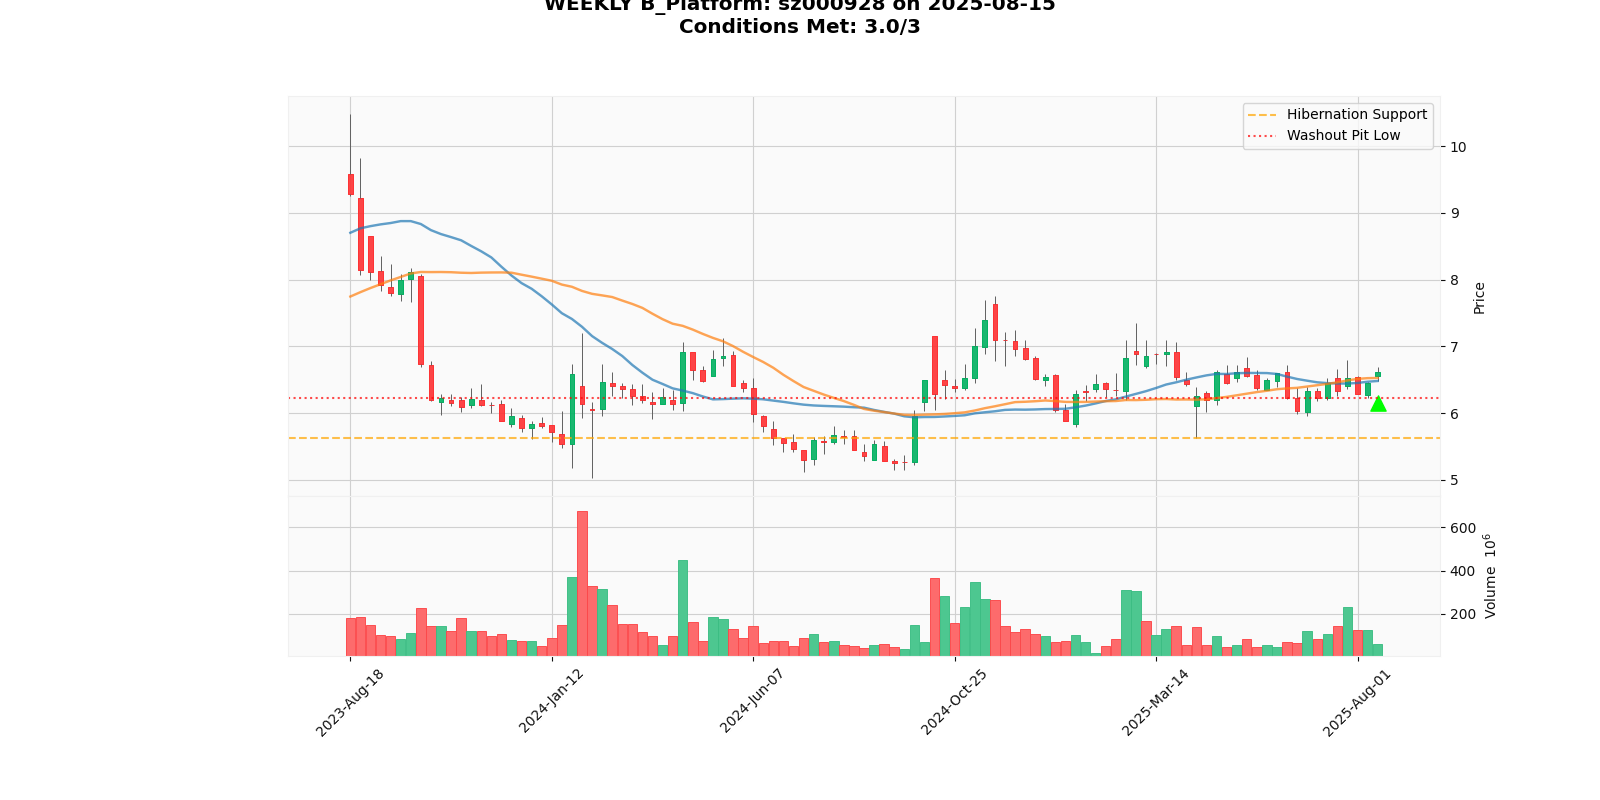 WEEKLY B_Platform: sz000928 on 2025-08-15
Conditions Met: 3.0/3
Hibernation Support
Washout Pit Low
10
9
8
7
6
5
Price
600
400
200
Volume 10^6
2023-Aug-18
2024-Jan-12
2024-Jun-07
2024-Oct-25
2025-Mar-14
2025-Aug-01